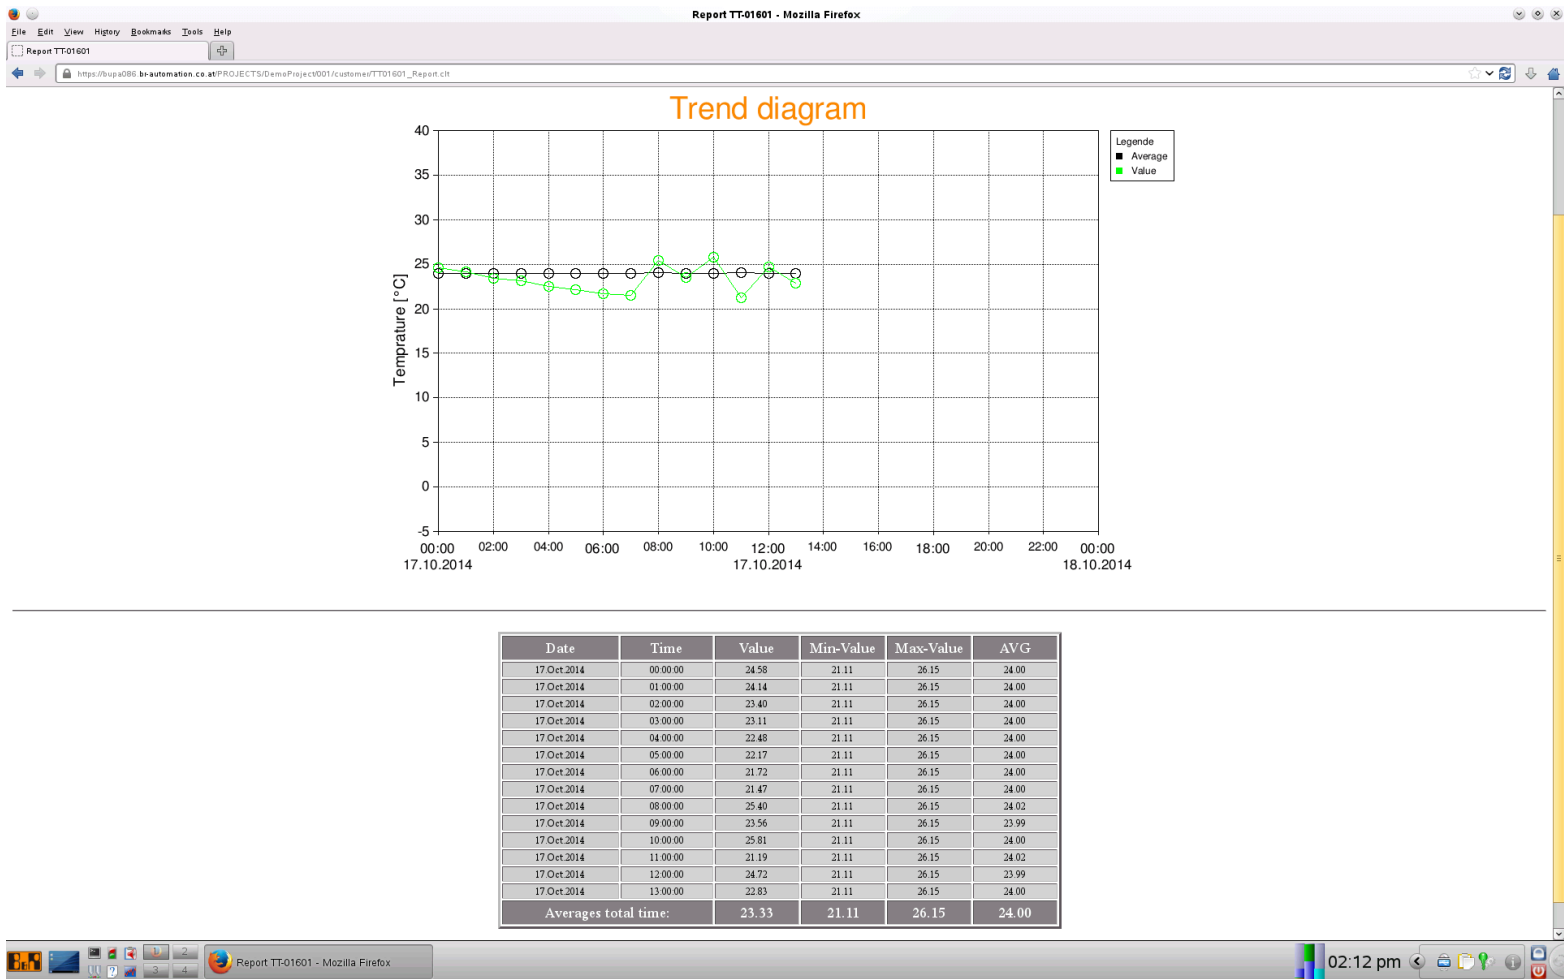 Report TT-01601 - Mozilla Firefox
File Edit View History Bookmarks Tools Help
Report TT-01601
https://bupa086.br-automation.co.at/PROJECTS/DemoProject/001/customer/TT01601_Report.clt
Trend diagram
Legende
Average
Value
Temprature [°C]
40
35
30
25
20
15
10
5
0
-5
00:00 02:00 04:00 06:00 08:00 10:00 12:00 14:00 16:00 18:00 20:00 22:00 00:00
17.10.2014 17.10.2014 18.10.2014
Date Time Value Min-Value Max-Value AVG
17.Oct.2014 00:00:00 24.58 21.11 26.15 24.00
17.Oct.2014 01:00:00 24.14 21.11 26.15 24.00
17.Oct.2014 02:00:00 23.40 21.11 26.15 24.00
17.Oct.2014 03:00:00 23.11 21.11 26.15 24.00
17.Oct.2014 04:00:00 22.48 21.11 26.15 24.00
17.Oct.2014 05:00:00 22.17 21.11 26.15 24.00
17.Oct.2014 06:00:00 21.72 21.11 26.15 24.00
17.Oct.2014 07:00:00 21.47 21.11 26.15 24.00
17.Oct.2014 08:00:00 25.40 21.11 26.15 24.02
17.Oct.2014 09:00:00 23.56 21.11 26.15 23.99
17.Oct.2014 10:00:00 25.81 21.11 26.15 24.00
17.Oct.2014 11:00:00 21.19 21.11 26.15 24.02
17.Oct.2014 12:00:00 24.72 21.11 26.15 23.99
17.Oct.2014 13:00:00 22.83 21.11 26.15 24.00
Averages total time: 23.33 21.11 26.15 24.00
B&R 1 2 3 4 Report TT-01601 - Mozilla Firefox 02:12 pm